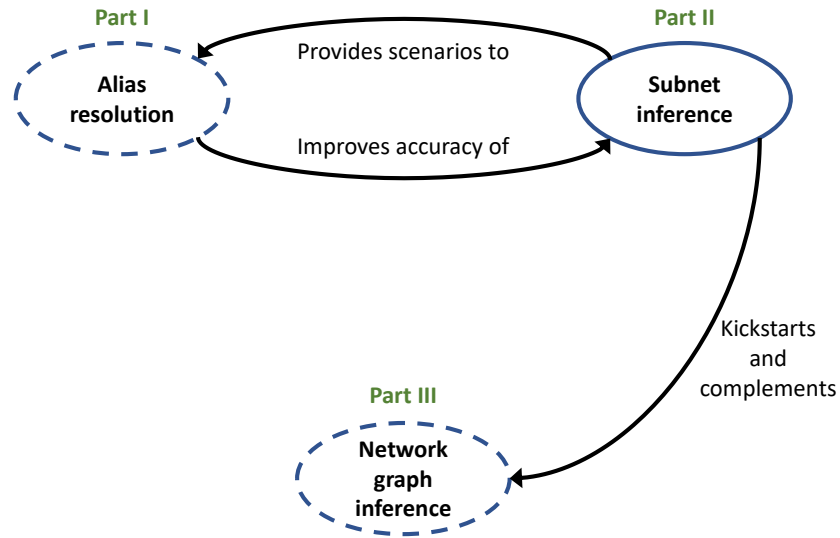 Part I
Part II
Provides scenarios to
Alias
resolution
Subnet
inference
Improves accuracy of
Kickstarts
and
complements
Part III
Network
graph
inference